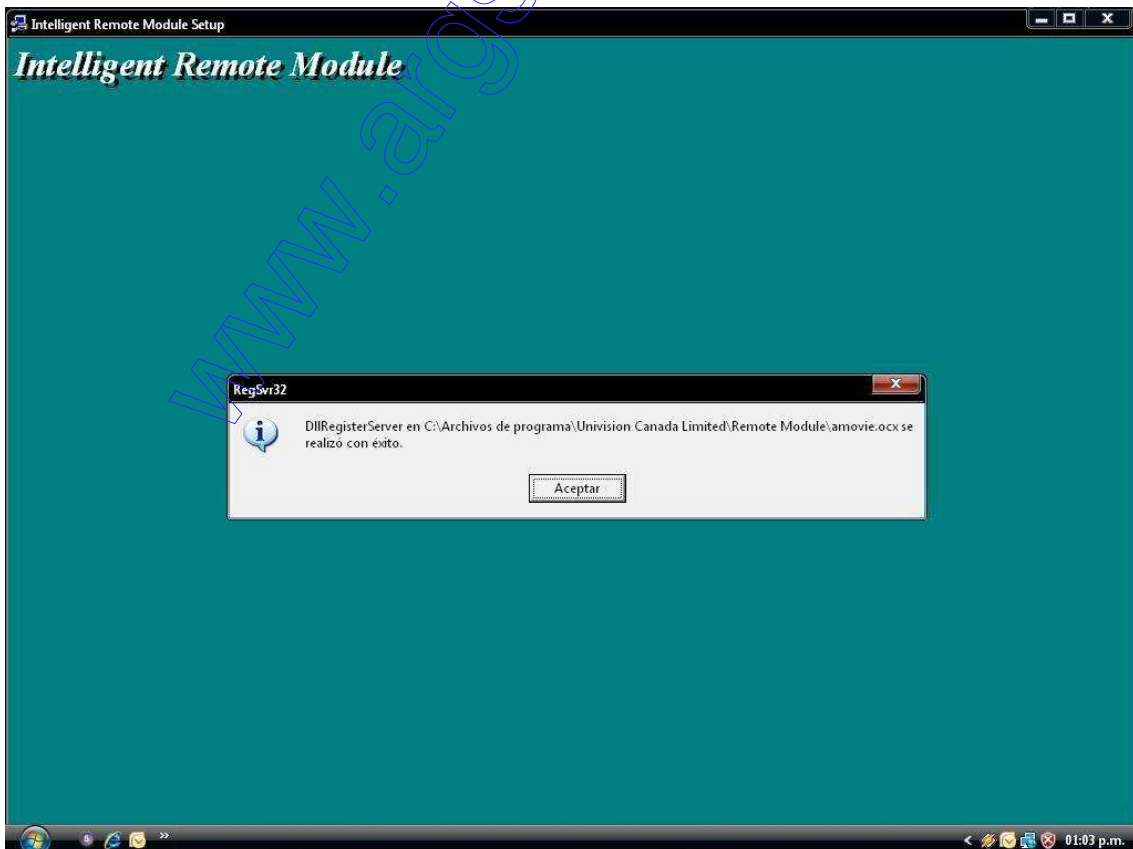 Intelligent Remote Module Setup
Intelligent Remote Module
www.args
RegSvr32
DllRegisterServer en C:\Archivos de programa\Univision Canada Limited\Remote Module\amovie.ocx se
realizó con éxito.
Aceptar
01:03 p.m.